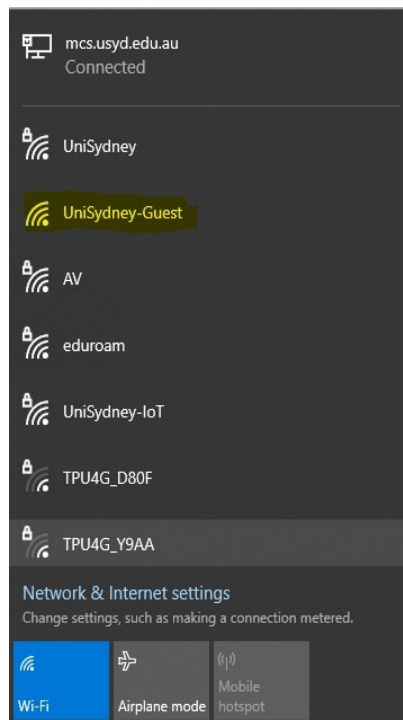 mcs.usyd.edu.au
Connected
UniSydney
UniSydney-Guest
AV
eduroam
UniSydney-IoT
TPU4G_D80F
TPU4G_Y9AA
Network & Internet settings
Change settings, such as making a connection metered.
Wi-Fi
Airplane mode
Mobile
hotspot